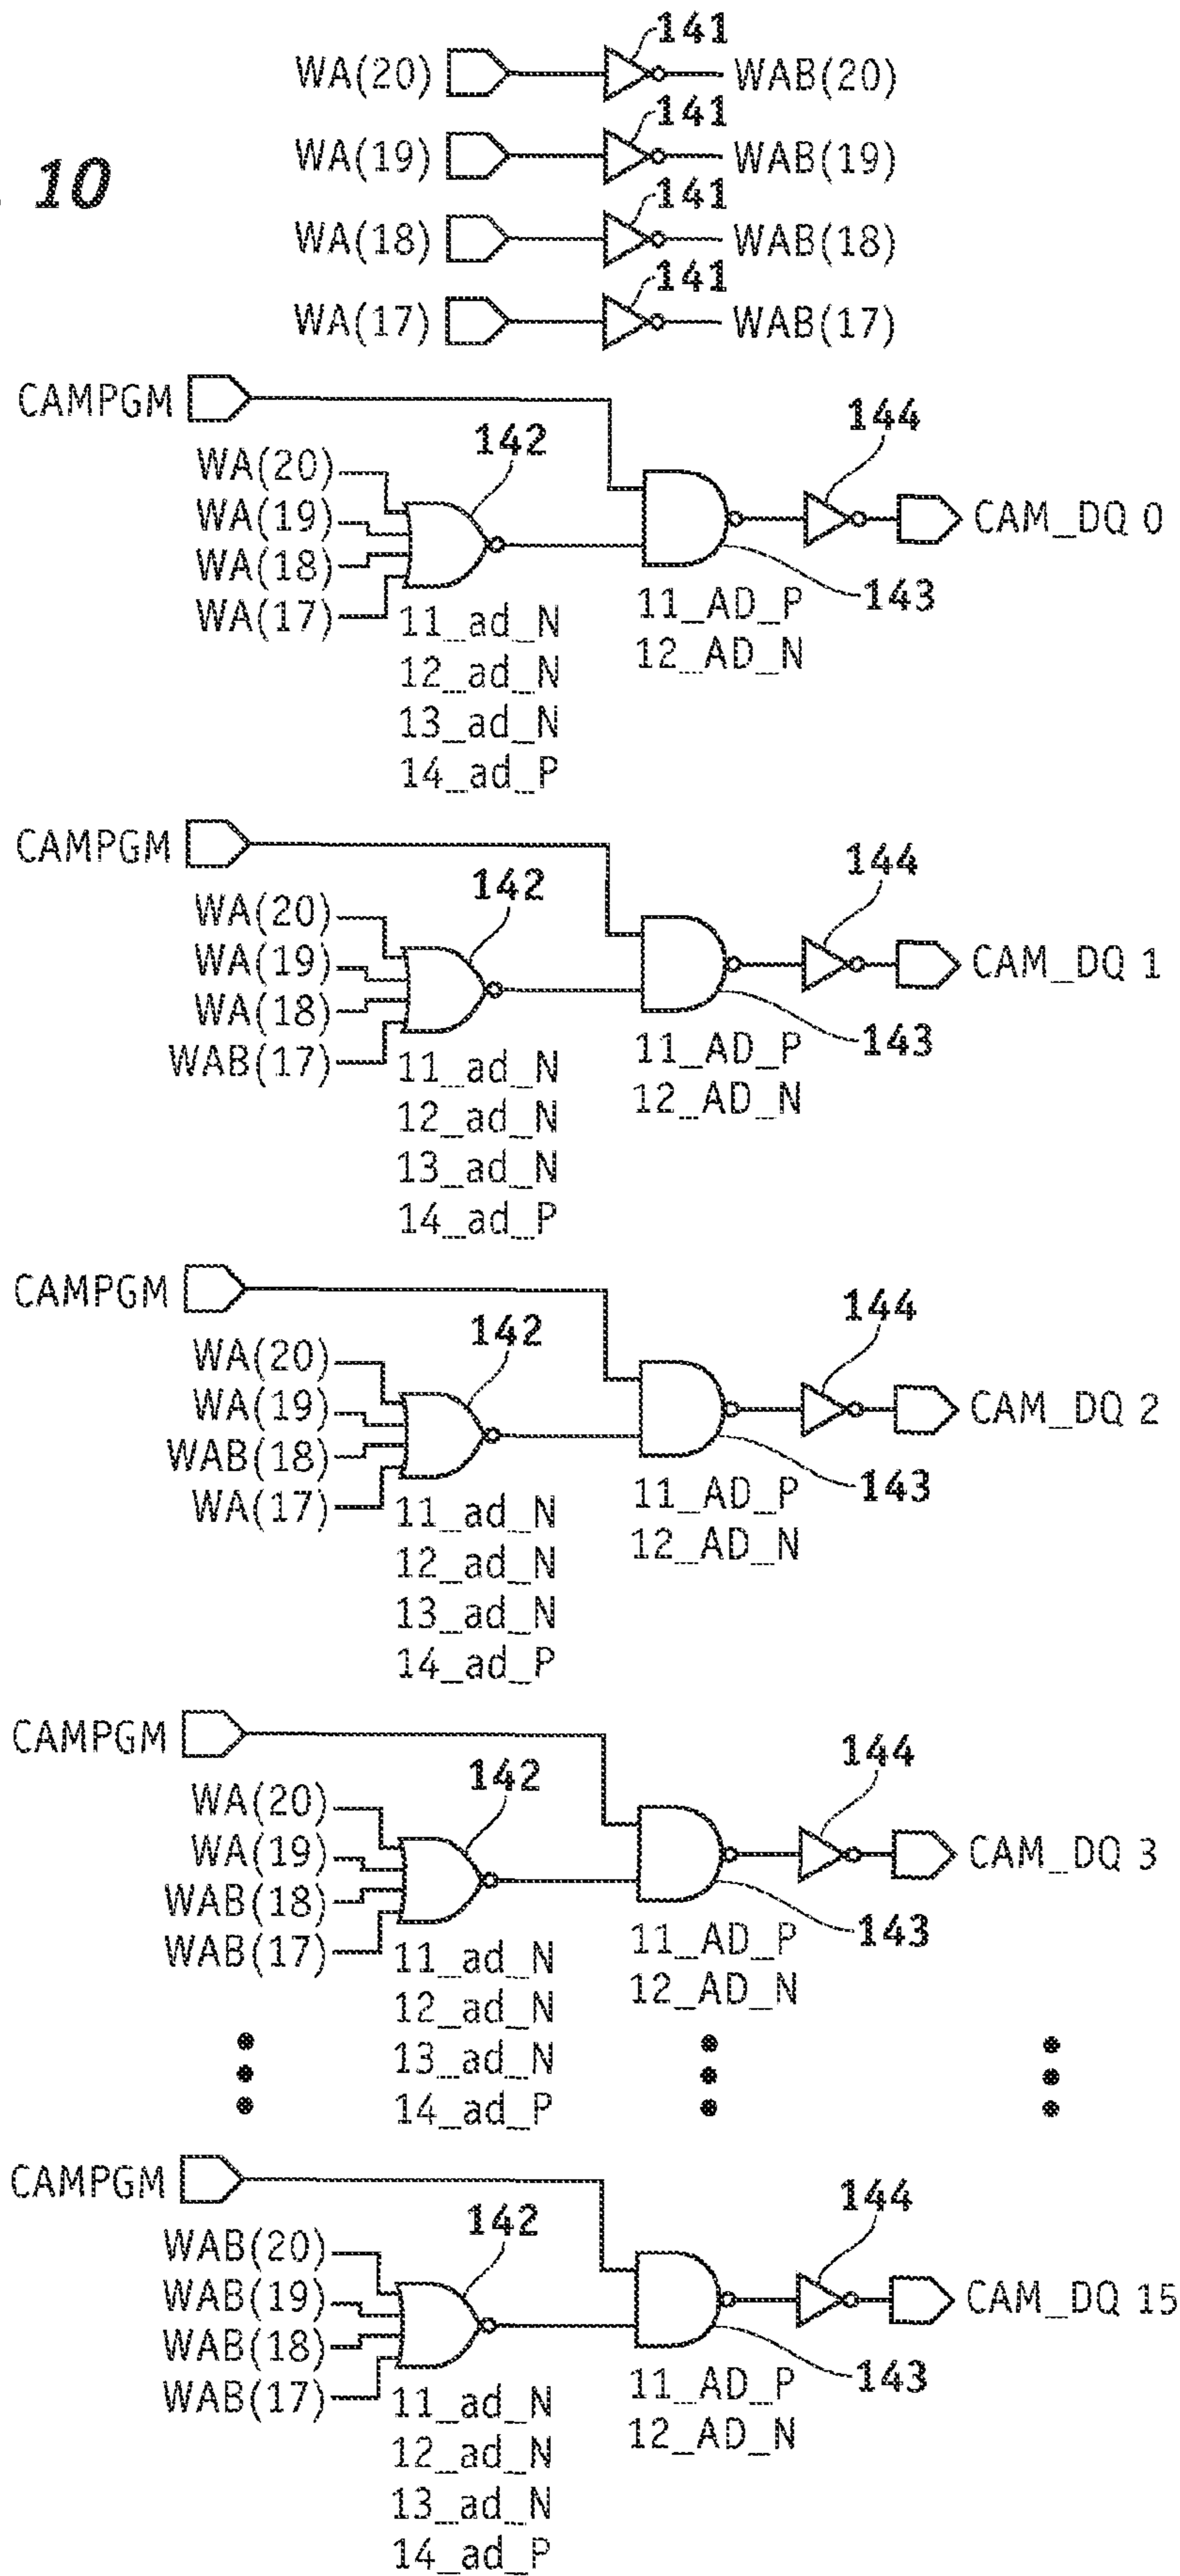 . 10
141
WA(20) WAB(20)
141
WA(19) WAB(19)
141
WA(18) WAB(18)
141
WA(17) WAB(17)
CAMPGM
144
142
WA(20)
WA(19) CAM_DQ 0
WA(18)
WA(17) 143
11_ad_N 11_AD_P
12_ad_N 12_AD_N
13_ad_N
14_ad_P
CAMPGM
144
142
WA(20)
WA(19) CAM_DQ 1
WA(18)
WAB(17) 143
11_ad_N 11_AD_P
12_ad_N 12_AD_N
13_ad_N
14_ad_P
CAMPGM
144
142
WA(20)
WA(19) CAM_DQ 2
WAB(18)
WA(17) 143
11_ad_N 11_AD_P
12_ad_N 12_AD_N
13_ad_N
14_ad_P
CAMPGM
144
142
WA(20)
WA(19) CAM_DQ 3
WAB(18)
WAB(17) 143
11_ad_N 11_AD_P
12_ad_N 12_AD_N
13_ad_N
14_ad_P
CAMPGM
144
142
WAB(20)
WAB(19) CAM_DQ 15
WAB(18)
WAB(17) 143
11_ad_N 11_AD_P
12_ad_N 12_AD_N
13_ad_N
14_ad_P